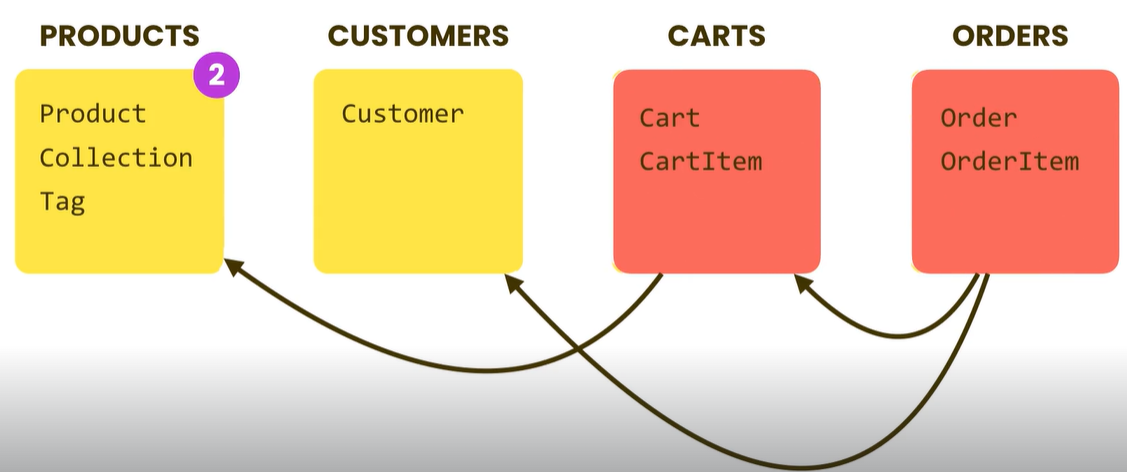 PRODUCTS
2
Product
Collection
Tag
CUSTOMERS
Customer
CARTS
Cart
CartItem
ORDERS
Order
OrderItem